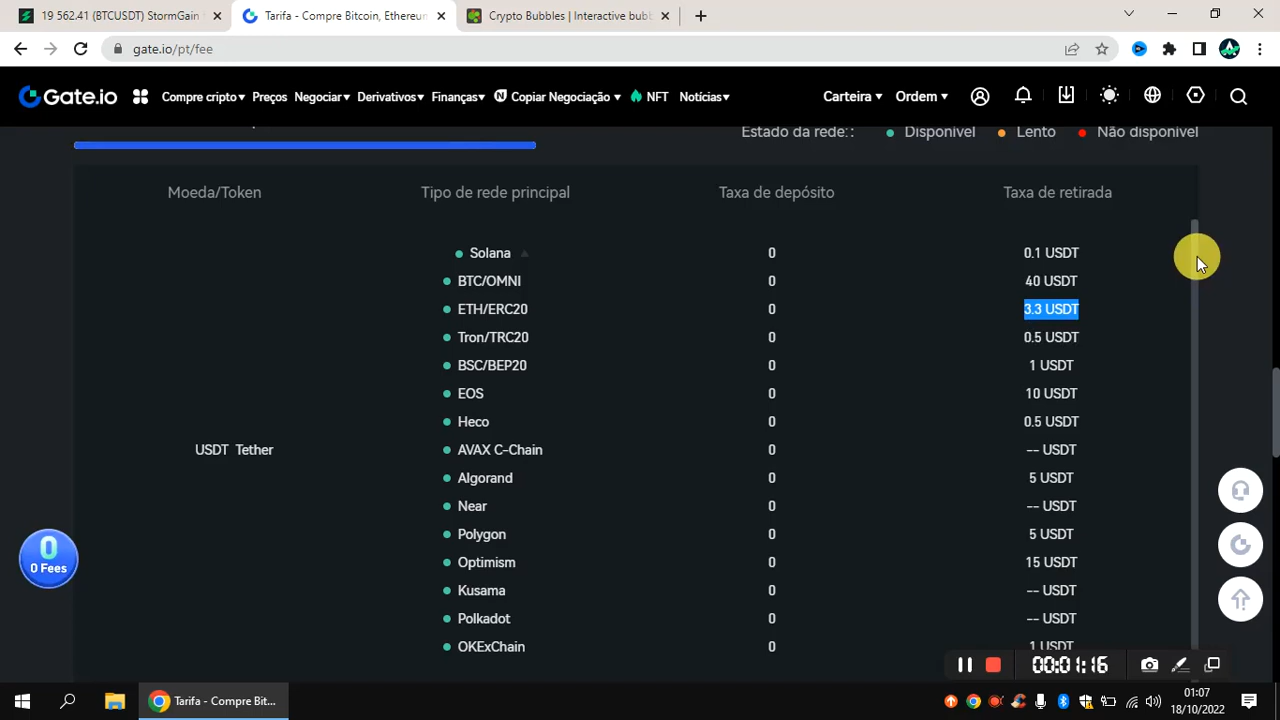 19 562.41 (BTCUSDT) StormGain
Tarifa - Compre Bitcoin, Ethereum
Crypto Bubbles | Interactive bubb
gate.io/pt/fee
Gate.io
Compre cripto
Preços
Negociar
Derivativos
Finanças
Copiar Negociação
NFT
Notícias
Carteira
Ordem
Estado da rede:: Disponível Lento Não disponível
Moeda/Token Tipo de rede principal Taxa de depósito Taxa de retirada
Solana 0 0.1 USDT
BTC/OMNI 0 40 USDT
ETH/ERC20 0 3.3 USDT
Tron/TRC20 0 0.5 USDT
BSC/BEP20 0 1 USDT
EOS 0 10 USDT
Heco 0 0.5 USDT
USDT Tether AVAX C-Chain 0 -- USDT
Algorand 0 5 USDT
Near 0 -- USDT
Polygon 0 5 USDT
Optimism 0 15 USDT
Kusama 0 -- USDT
Polkadot 0 -- USDT
OKExChain 0 1 USDT
0
0 Fees
00:01:16
Tarifa - Compre Bit...
01:07
18/10/2022